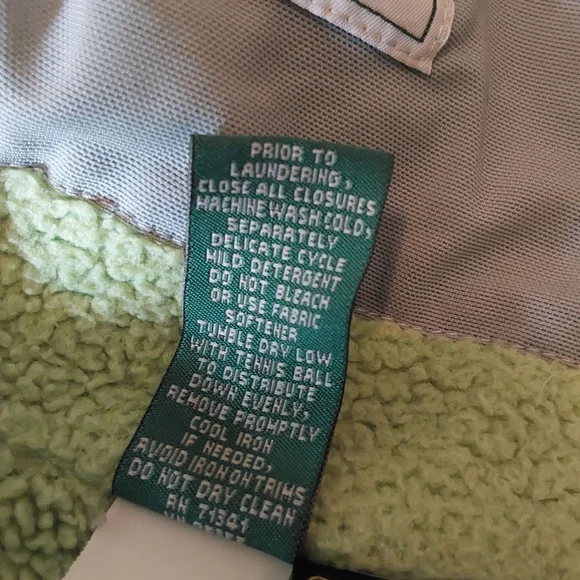 PRIOR TO
LAUNDERING,
CLOSE ALL CLOSURES
MACHINE WASH COLD,
SEPARATELY
DELICATE CYCLE
MILD DETERGENT
DO NOT BLEACH
OR USE FABRIC
SOFTENER
TUMBLE DRY LOW
WITH TENNIS BALL
TO DISTRIBUTE
DOWN EVENLY,
REMOVE PROMPTLY
COOL IRON
IF NEEDED,
AVOID IRON ON TRIMS
DO NOT DRY CLEAN
RN 71341